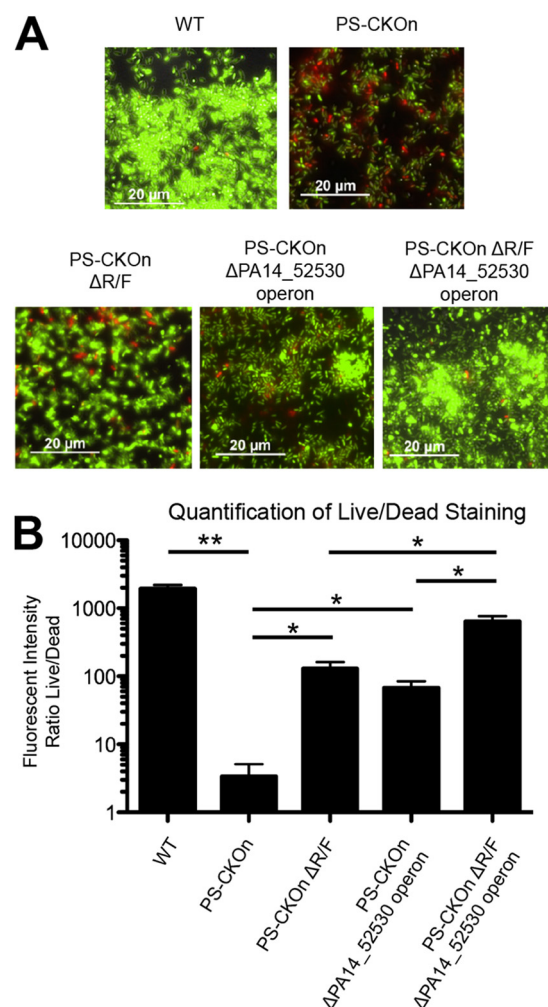 A
WT
PS-CKOn
20 µm
20 µm
PS-CKOn
ΔR/F
PS-CKOn
ΔPA14_52530
operon
PS-CKOn ΔR/F
ΔPA14_52530
operon
20 µm
20 µm
20 µm
B
Quantification of Live/Dead Staining
Fluorescent Intensity
Ratio Live/Dead
10000
1000
100
10
1
**
*
*
*
*
WT
PS-CKOn
PS-CKOn ΔR/F
PS-CKOn
ΔPA14_52530 operon
PS-CKOn ΔR/F
ΔPA14_52530 operon